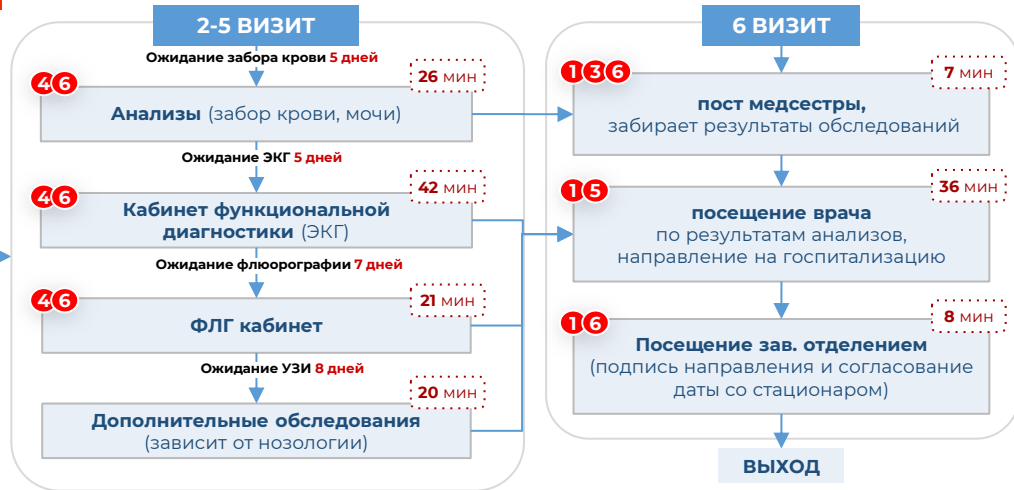 2-5 ВИЗИТ
Ожидание забора крови 5 дней
4 6
26 мин
Анализы (забор крови, мочи)
Ожидание ЭКГ 5 дней
4 6
42 мин
Кабинет функциональной
диагностики (ЭКГ)
Ожидание флюорографии 7 дней
4 6
21 мин
ФЛГ кабинет
Ожидание УЗИ 8 дней
20 мин
Дополнительные обследования
(зависит от нозологии)
6 ВИЗИТ
1 3 6
7 мин
пост медсестры,
забирает результаты обследований
1 5
36 мин
посещение врача
по результатам анализов,
направление на госпитализацию
1 6
8 мин
Посещение зав. отделением
(подпись направления и согласование
даты со стационаром)
ВЫХОД